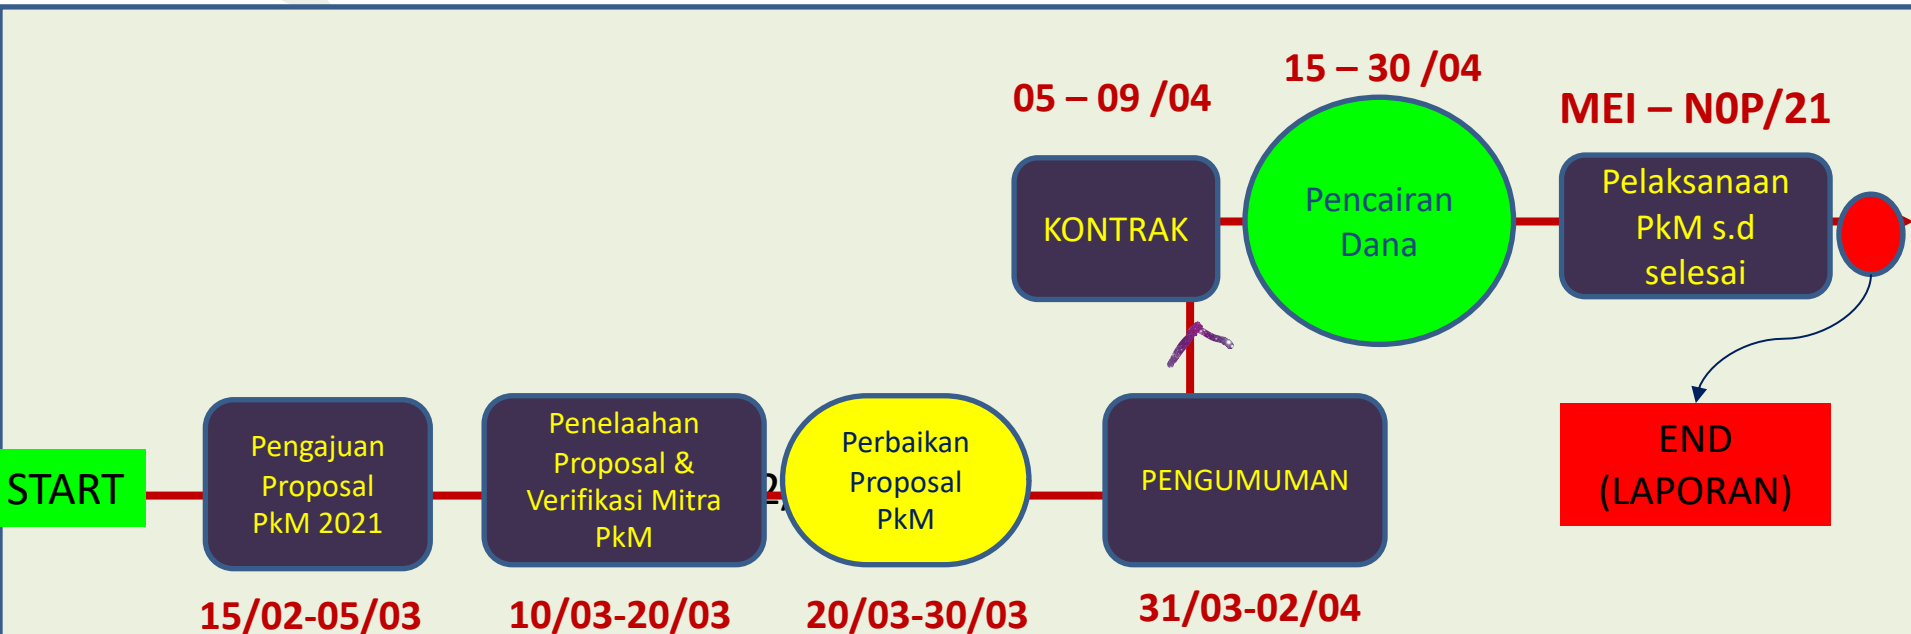 15 – 30 /04
05 – 09 /04
MEI – N0P/21
KONTRAK
Pencairan
Dana
Pelaksanaan
PkM s.d
selesai
START
Pengajuan
Proposal
PkM 2021
Penelaahan
Proposal &
Verifikasi Mitra
PkM
Perbaikan
Proposal
PkM
PENGUMUMAN
END
(LAPORAN)
15/02-05/03
10/03-20/03
20/03-30/03
31/03-02/04